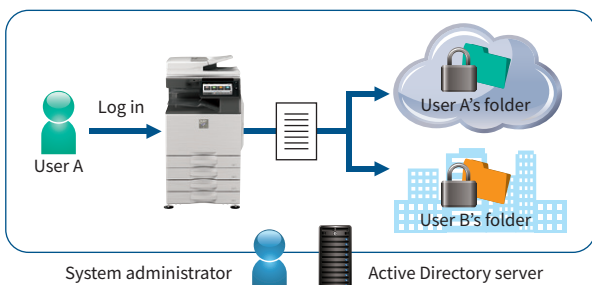 User A's folder
Log in
User A
User B's folder
System administrator
Active Directory server